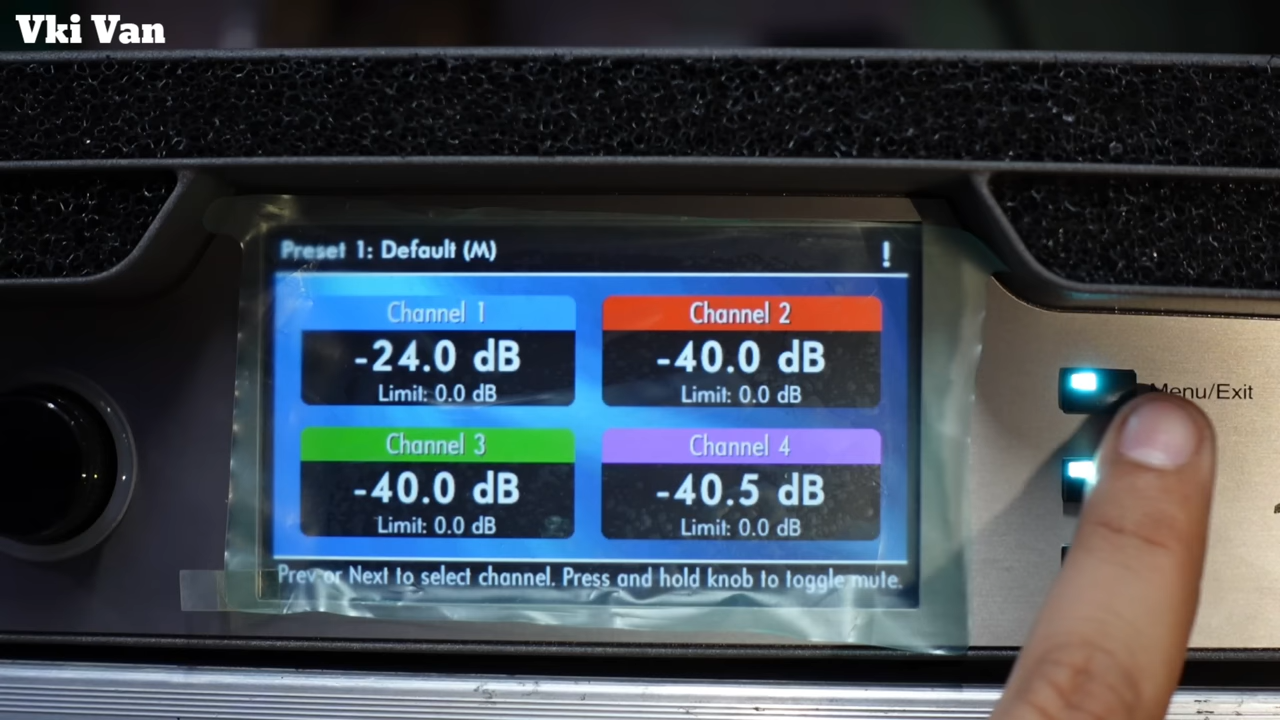 Vki Van
Preset 1: Default (M) !
Channel 1
-24.0 dB
Limit: 0.0 dB
Channel 2
-40.0 dB
Limit: 0.0 dB
Channel 3
-40.0 dB
Limit: 0.0 dB
Channel 4
-40.5 dB
Limit: 0.0 dB
Prev or Next to select channel. Press and hold knob to toggle mute.
Menu/Exit